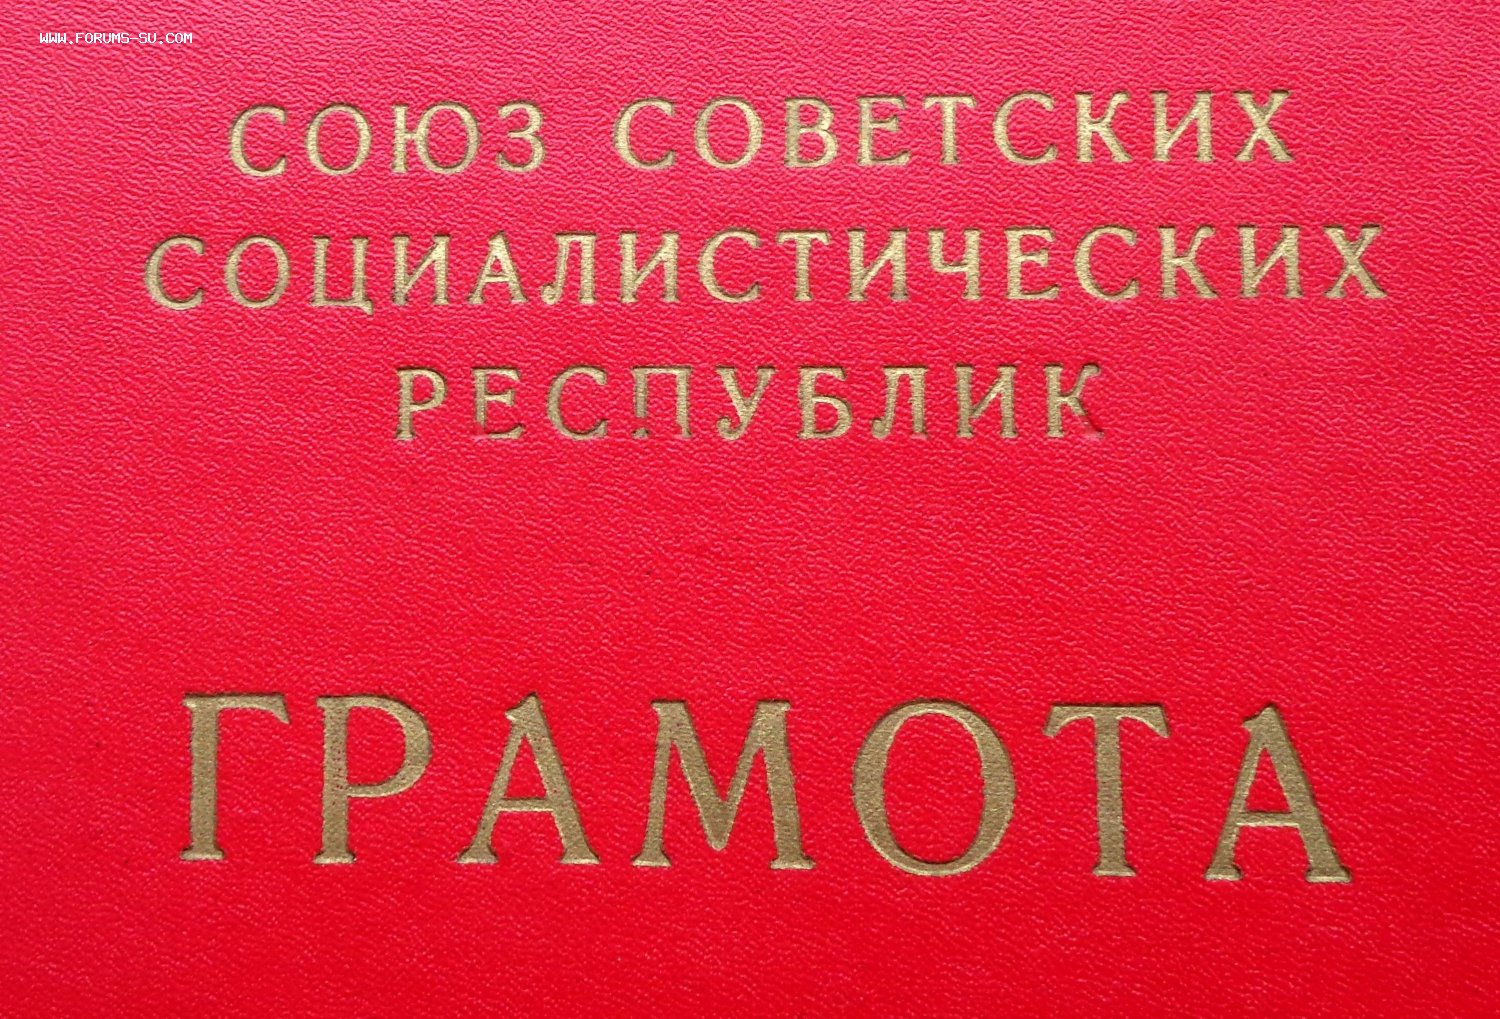 WWW.FORUMS-SU.COM
СОЮЗ СОВЕТСКИХ
СОЦИАЛИСТИЧЕСКИХ
РЕСПУБЛИК
ГРАМОТА